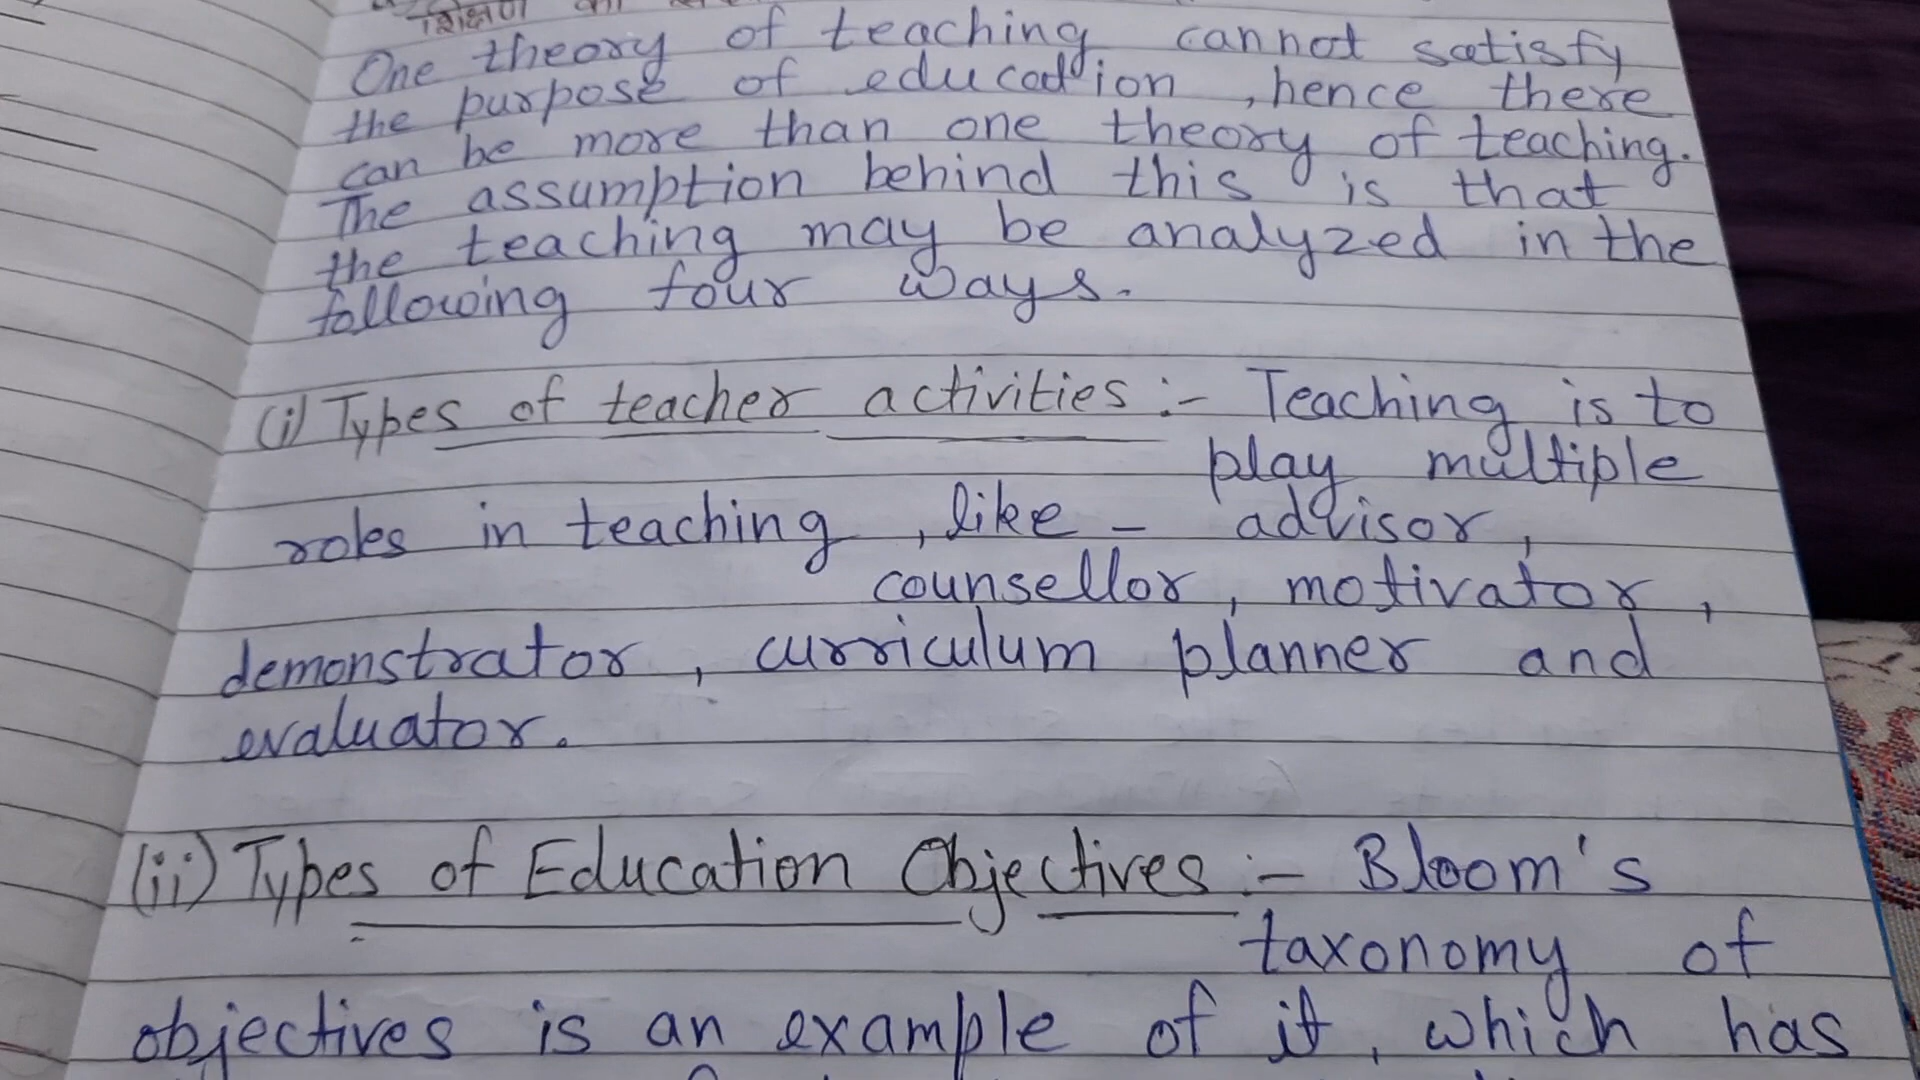 शिक्षण का
One theory of teaching cannot satisfy
the purpose of education, hence there
can be more than one theory of teaching.
The assumption behind this is that
the teaching may be analyzed in the
following four ways.
(i) Types of teacher activities :- Teaching is to
play multiple
roles in teaching, like - advisor,
counsellor, motivator,
demonstrator, curriculum planner and
evaluator.
(ii) Types of Education Objectives :- Bloom's
taxonomy of
objectives is an example of it, which has